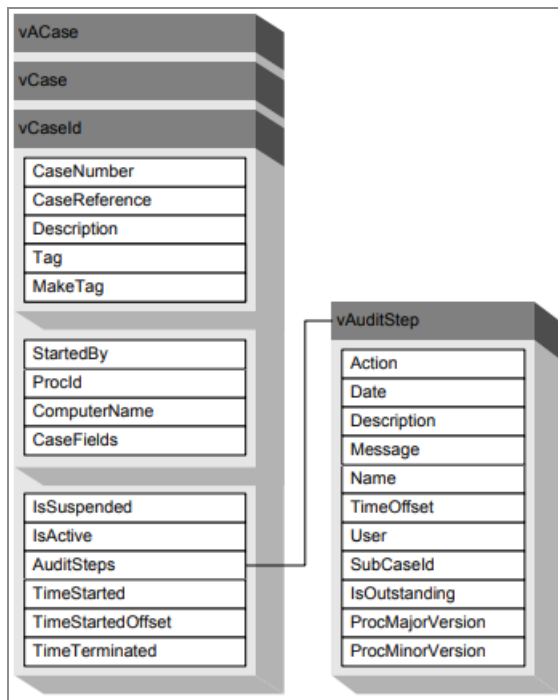 vACase
vCase
vCaseId
CaseNumber
CaseReference
Description
Tag
MakeTag
StartedBy
ProcId
ComputerName
CaseFields
IsSuspended
IsActive
AuditSteps
TimeStarted
TimeStartedOffset
TimeTerminated
vAuditStep
Action
Date
Description
Message
Name
TimeOffset
User
SubCaseId
IsOutstanding
ProcMajorVersion
ProcMinorVersion